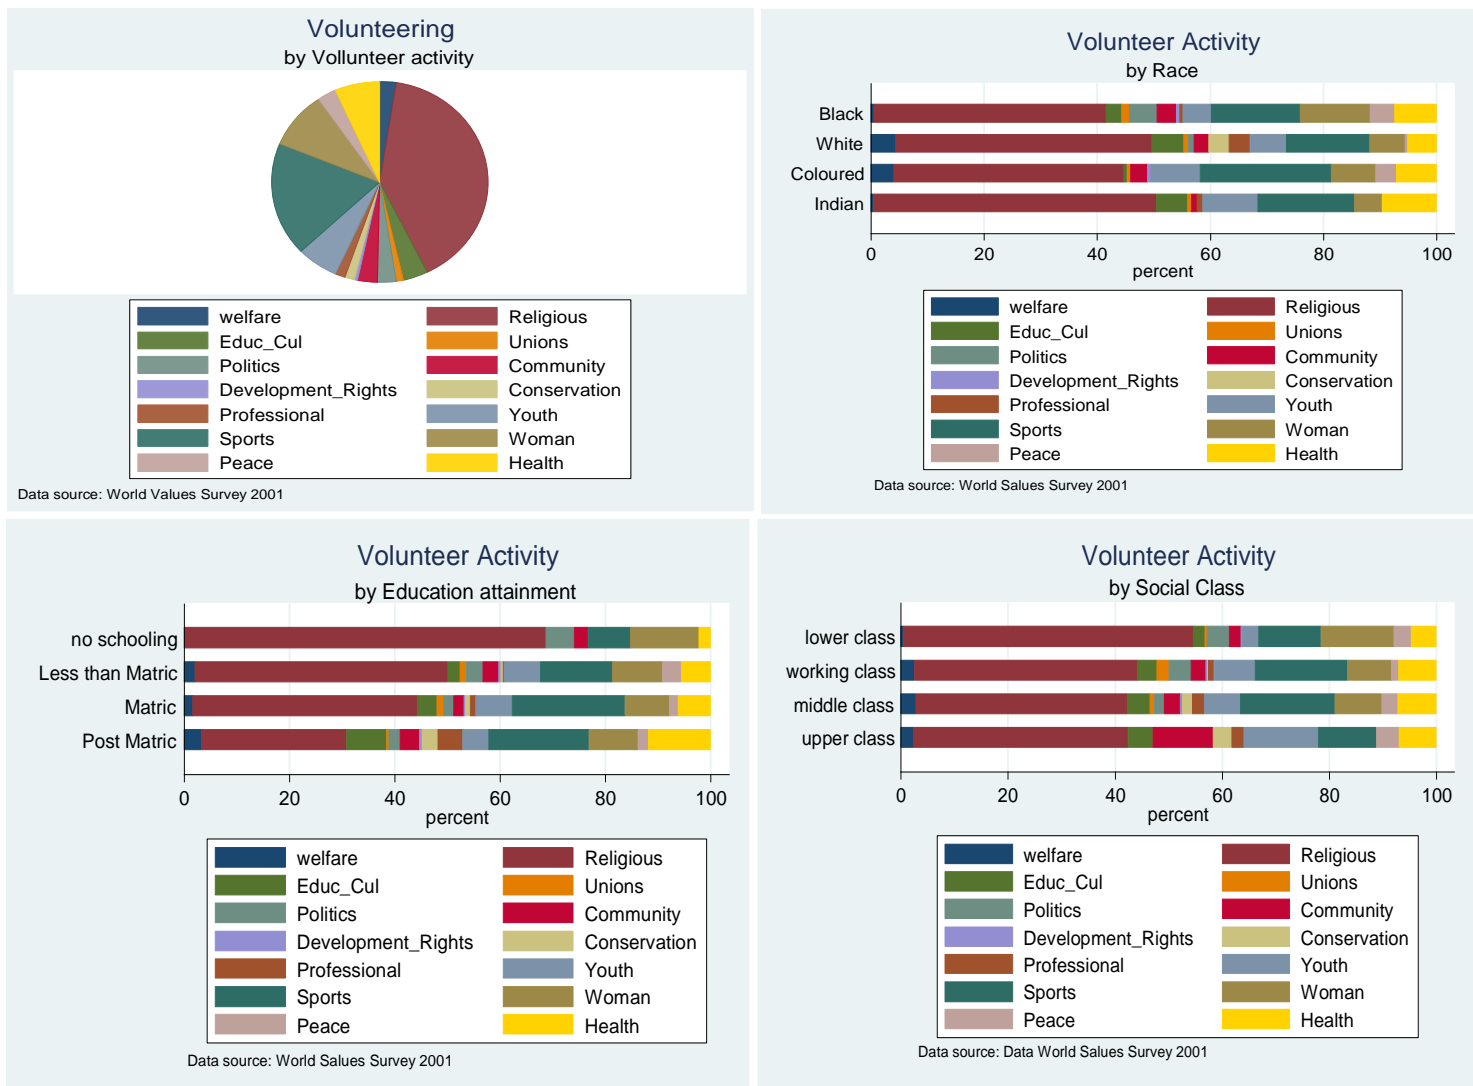 Volunteering
by Vollunteer activity
welfare Religious
Educ_Cul Unions
Politics Community
Development_Rights Conservation
Professional Youth
Sports Woman
Peace Health
Data source: World Values Survey 2001
Volunteer Activity
by Race
Black
White
Coloured
Indian
0 20 40 60 80 100
percent
welfare Religious
Educ_Cul Unions
Politics Community
Development_Rights Conservation
Professional Youth
Sports Woman
Peace Health
Data source: World Salues Survey 2001
Volunteer Activity
by Education attainment
no schooling
Less than Matric
Matric
Post Matric
0 20 40 60 80 100
percent
welfare Religious
Educ_Cul Unions
Politics Community
Development_Rights Conservation
Professional Youth
Sports Woman
Peace Health
Data source: World Salues Survey 2001
Volunteer Activity
by Social Class
lower class
working class
middle class
upper class
0 20 40 60 80 100
percent
welfare Religious
Educ_Cul Unions
Politics Community
Development_Rights Conservation
Professional Youth
Sports Woman
Peace Health
Data source: Data World Salues Survey 2001